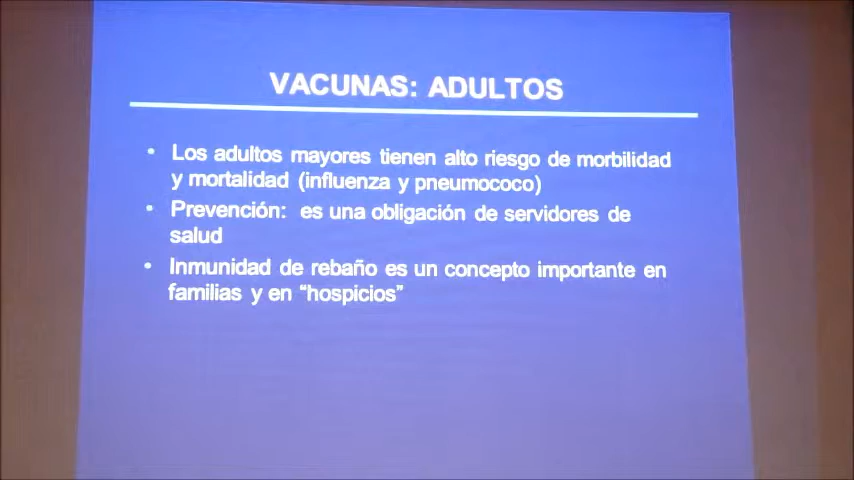 VACUNAS: ADULTOS
• Los adultos mayores tienen alto riesgo de morbilidad
y mortalidad (influenza y pneumococo)
• Prevención: es una obligación de servidores de
salud
• Inmunidad de rebaño es un concepto importante en
familias y en “hospicios”